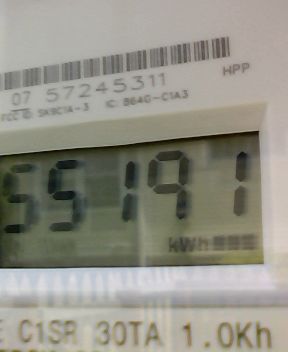 HPP
07 57245311
FCC ID: SK9C1A-3 IC: 864G-C1A3
55191
kWh
C1SR 30TA 1.0Kh